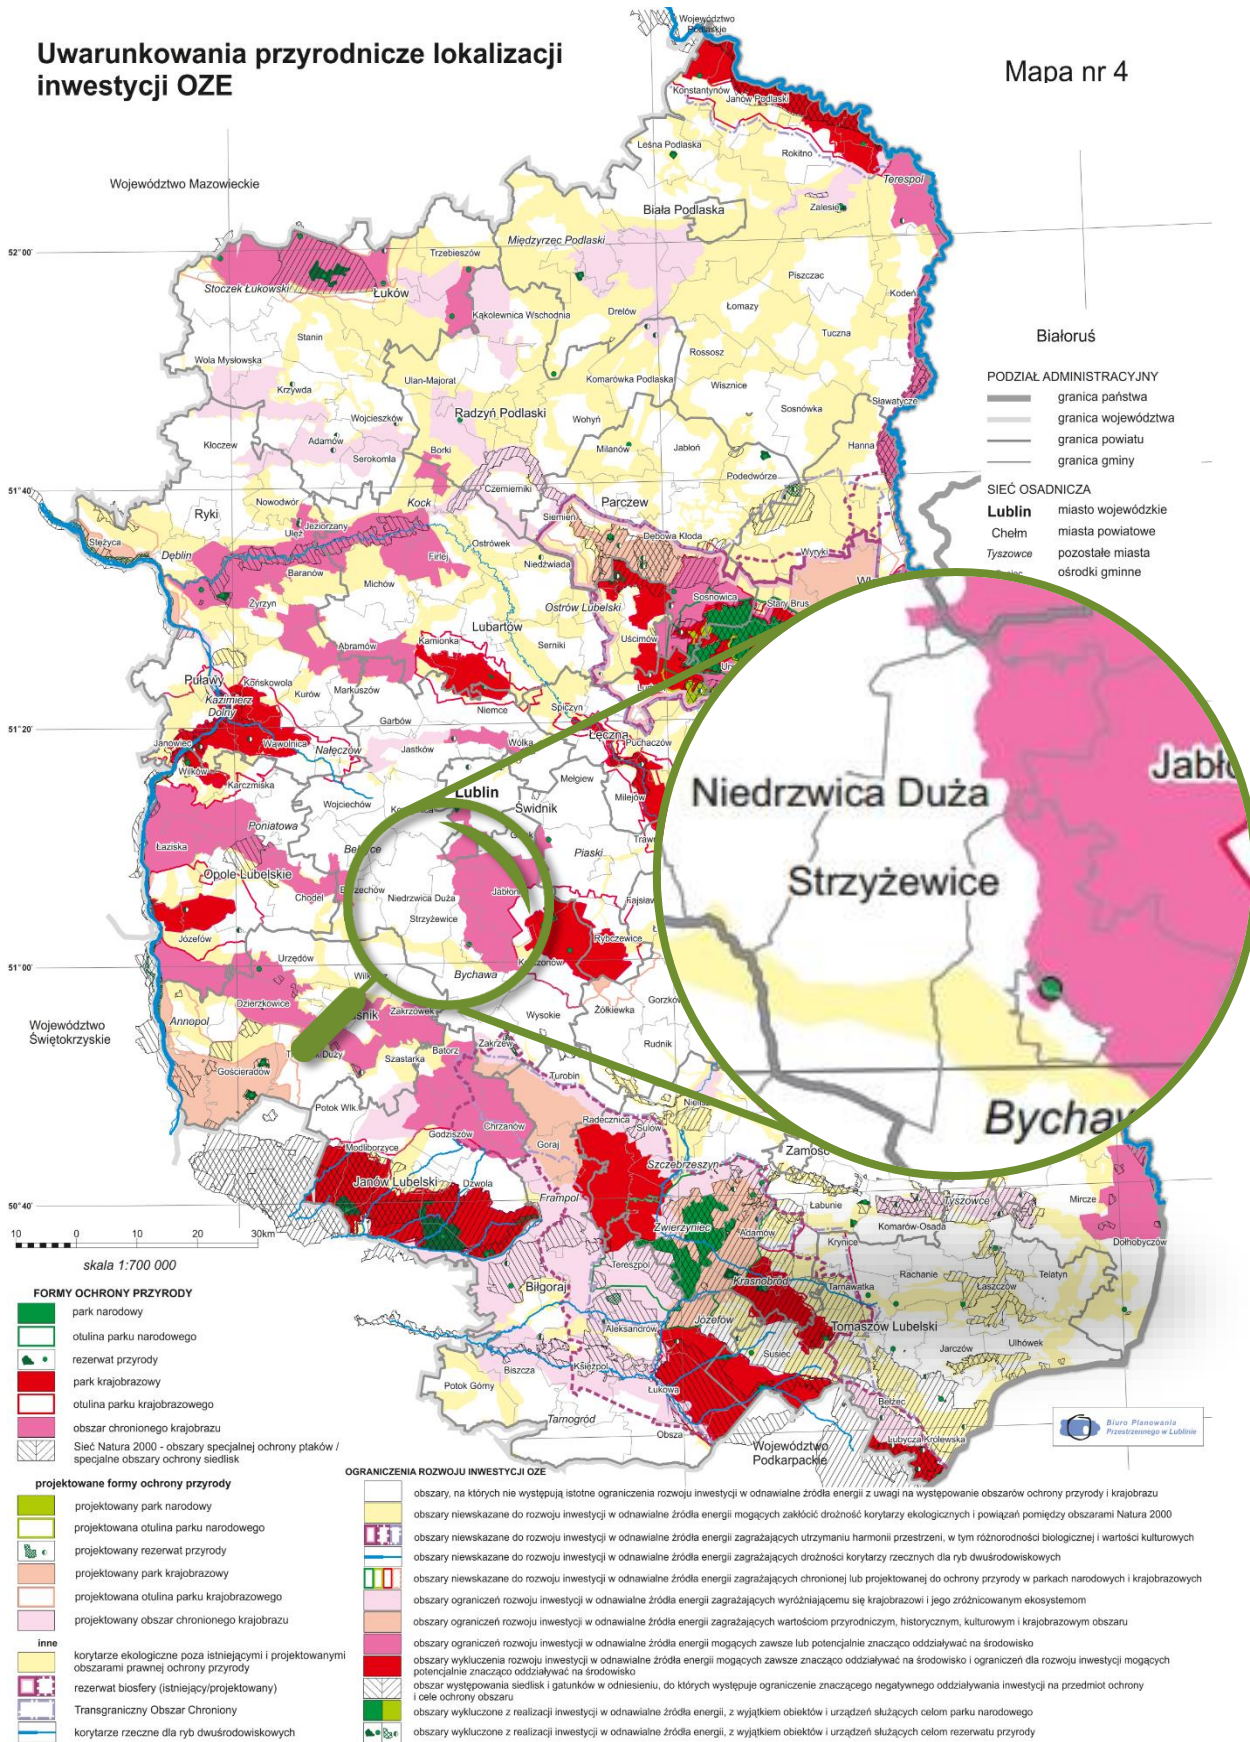 Uwarunkowania przyrodnicze lokalizacji
inwestycji OZE
Mapa nr 4
Województwo
Podlaskie
Konstantynów
Janów Podlaski
Leśna Podlaska
Rokitno
Terespol
Województwo Mazowieckie
Biała Podlaska
Zalesie
Międzyrzec Podlaski
52°00'
Trzebieszów
Piszczac
Stoczek Łukowski
Łuków
Kodeń
Łomazy
Kąkolewnica Wschodnia
Drelów
Stanin
Tuczna
Białoruś
Rossosz
Wola Mysłowska
Ulan-Majorat
Komarówka Podlaska
Wisznice
Krzywda
PODZIAŁ ADMINISTRACYJNY
granica państwa
Sławatycze
Sosnówka
Radzyń Podlaski
Wojcieszków
Wohyń
granica województwa
Kłoczew
Adamów
Hanna
granica powiatu
Serokomla
Borki
Milanów
Jabłoń
Podedwórze
granica gminy
51°40'
Czemierniki
SIEĆ OSADNICZA
Nowodwór
Kock
Parczew
Lublin miasto wojewódzkie
Ryki
Siemień
Ułęż
Jeziorzany
Chełm miasta powiatowe
Stężyca
Dębowa Kłoda
Ostrówek
Tyszowce pozostałe miasta
Dęblin
Firlej
Niedźwiada
Wyryki
ośrodki gminne
Baranów
Michów
Sosnowica
Stary Brus
Żyrzyn
Ostrów Lubelski
Lubartów
Uścimów
Kamionka
Abramów
Serniki
Puławy
Końskowola
Markuszów
Kurów
Kazimierz
Dolny
Niemce
Spiczyn
Garbów
51°20'
Łęczna
Janowiec
Wąwolnica
Nałęczów
Jastków
Wólka
Puchaczów
Wilków
Karczmiska
Mełgiew
Lublin
Milejów
Wojciechów
Świdnik
Poniatowa
Łaziska
Piaski
Opole Lubelskie
Chodel
Niedrzwica Duża
Strzyżewice
Józefów
Rybczewice
Urzędów
51°00'
Bychawa
Dzierzkowice
Zakrzówek
Annopol
Wysokie
Żółkiewka
Województwo
Świętokrzyskie
Rudnik
Batorz
Zakrzew
Szastarka
Turobin
Gościeradów
Niedrzwica Duża
Strzyżewice
Potok Wlk.
Chrzanów
Radecznica
Sułów
Godziszów
Goraj
Modliborzyce
Szczebrzeszyn
Zamość
Janów Lubelski
Dzwola
Frampol
Tyszowce
Mircze
50°40'
Łabunie
Komarów-Osada
Zwierzyniec
Adamów
Krynice
Dołhobyczów
10 0 10 20 30km
Tereszpol
Rachanie
Telatyn
skala 1:700 000
Krasnobród
Tarnawatka
Łaszczów
Biłgoraj
Józefów
Aleksandrów
Tomaszów Lubelski
Ulhówek
Susiec
Jarczów
Księżpol
Biszcza
Łukowa
Potok Górny
Bełżec
Tarnogród
Obsza
Lubycza Królewska
Województwo
Podkarpackie
Biuro Planowania
Przestrzennego w Lublinie
FORMY OCHRONY PRZYRODY
park narodowy
otulina parku narodowego
rezerwat przyrody
park krajobrazowy
otulina parku krajobrazowego
obszar chronionego krajobrazu
Sieć Natura 2000 - obszary specjalnej ochrony ptaków /
specjalne obszary ochrony siedlisk
projektowane formy ochrony przyrody
projektowany park narodowy
projektowana otulina parku narodowego
projektowany rezerwat przyrody
projektowany park krajobrazowy
projektowana otulina parku krajobrazowego
projektowany obszar chronionego krajobrazu
inne
korytarze ekologiczne poza istniejącymi i projektowanymi
obszarami prawnej ochrony przyrody
rezerwat biosfery (istniejący/projektowany)
Transgraniczny Obszar Chroniony
korytarze rzeczne dla ryb dwuśrodowiskowych
OGRANICZENIA ROZWOJU INWESTYCJI OZE
obszary, na których nie występują istotne ograniczenia rozwoju inwestycji w odnawialne źródła energii z uwagi na występowanie obszarów ochrony przyrody i krajobrazu
obszary niewskazane do rozwoju inwestycji w odnawialne źródła energii mogących zakłócić drożność korytarzy ekologicznych i powiązań pomiędzy obszarami Natura 2000
obszary niewskazane do rozwoju inwestycji w odnawialne źródła energii zagrażających utrzymaniu harmonii przestrzeni, w tym różnorodności biologicznej i wartości kulturowych
obszary niewskazane do rozwoju inwestycji w odnawialne źródła energii zagrażających drożności korytarzy rzecznych dla ryb dwuśrodowiskowych
obszary niewskazane do rozwoju inwestycji w odnawialne źródła energii zagrażających chronionej lub projektowanej do ochrony przyrody w parkach narodowych i krajobrazowych
obszary ograniczeń rozwoju inwestycji w odnawialne źródła energii zagrażających wyróżniającemu się krajobrazowi i jego zróżnicowanym ekosystemom
obszary ograniczeń rozwoju inwestycji w odnawialne źródła energii zagrażających wartościom przyrodniczym, historycznym, kulturowym i krajobrazowym obszaru
obszary ograniczeń rozwoju inwestycji w odnawialne źródła energii mogących zawsze lub potencjalnie znacząco oddziaływać na środowisko
obszary wykluczenia rozwoju inwestycji w odnawialne źródła energii mogących zawsze znacząco oddziaływać na środowisko i ograniczeń dla rozwoju inwestycji mogących
potencjalnie znacząco oddziaływać na środowisko
obszar występowania siedlisk i gatunków w odniesieniu, do których występuje ograniczenie znaczącego negatywnego oddziaływania inwestycji na przedmiot ochrony
i cele ochrony obszaru
obszary wykluczone z realizacji inwestycji w odnawialne źródła energii, z wyjątkiem obiektów i urządzeń służących celom parku narodowego
obszary wykluczone z realizacji inwestycji w odnawialne źródła energii, z wyjątkiem obiektów i urządzeń służących celom rezerwatu przyrody